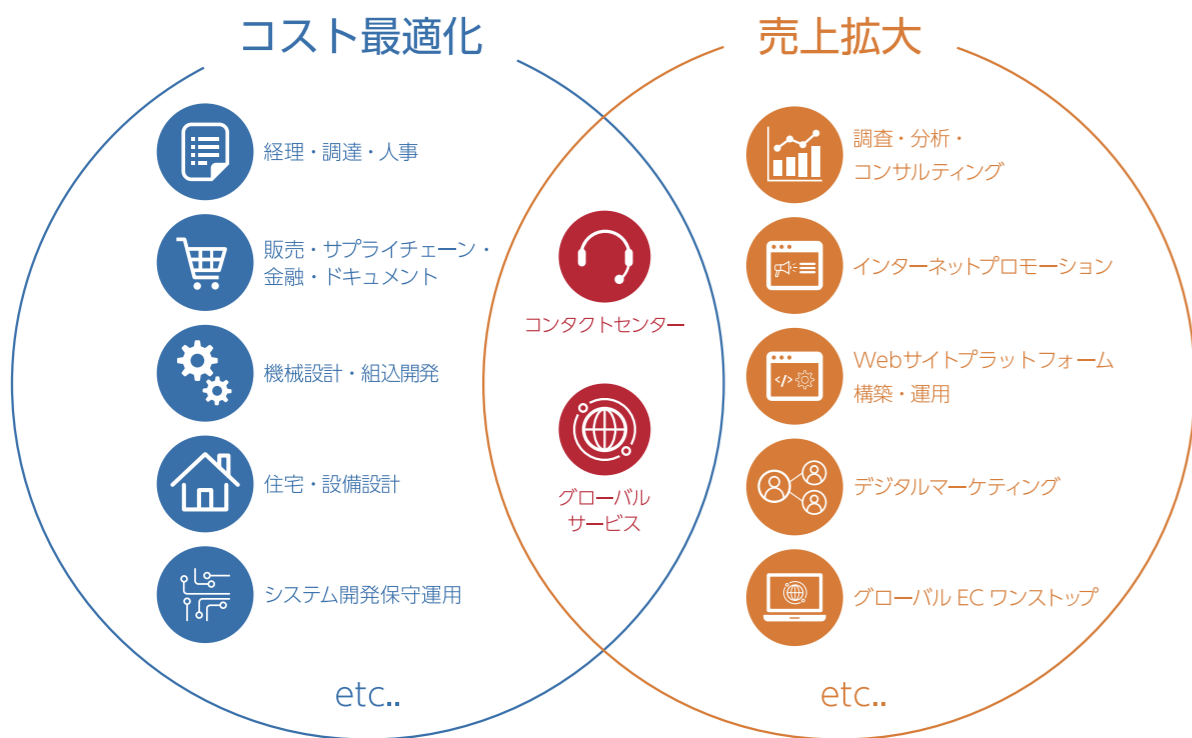 コスト最適化
経理・調達・人事
販売・サプライチェーン・
金融・ドキュメント
機械設計・組込開発
住宅・設備設計
システム開発保守運用
etc..
コンタクトセンター
グローバル
サービス
売上拡大
調査・分析・
コンサルティング
インターネットプロモーション
Webサイトプラットフォーム
構築・運用
デジタルマーケティング
グローバル EC ワンストップ
etc..